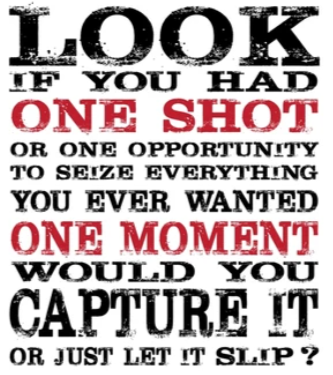 LOOK
IF YOU HAD
ONE SHOT
OR ONE OPPORTUNITY
TO SEIZE EVERYTHING
YOU EVER WANTED
ONE MOMENT
WOULD YOU
CAPTURE IT
OR JUST LET IT SLIP?